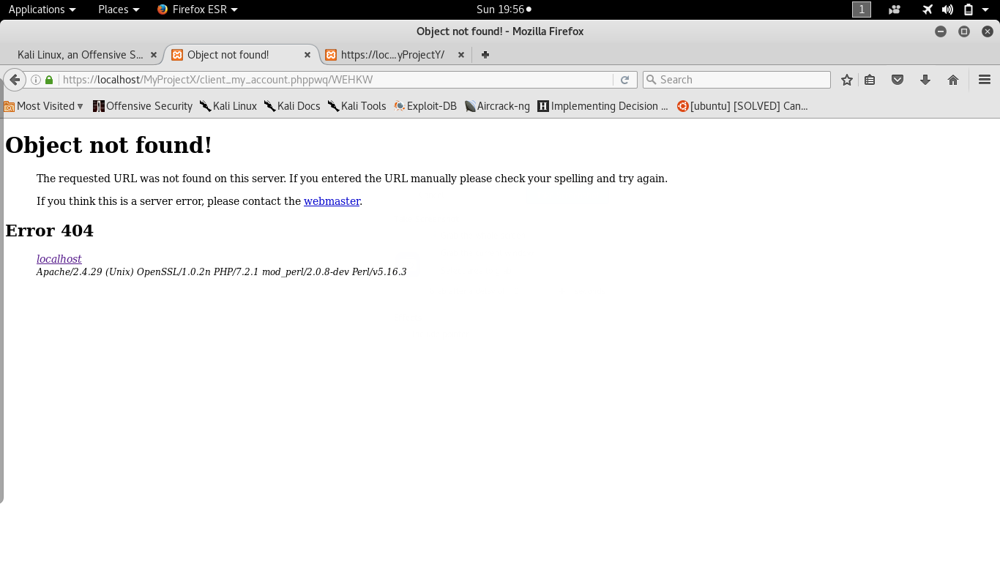 Applications Places Firefox ESR Sun 19:56 1
Object not found! - Mozilla Firefox
Kali Linux, an Offensive S... Object not found! https://loc...yProjectY/
https://localhost/MyProjectX/client_my_account.phppwq/WEHKW Search
Most Visited Offensive Security Kali Linux Kali Docs Kali Tools Exploit-DB Aircrack-ng H Implementing Decision ... [ubuntu] [SOLVED] Can...
Object not found!
The requested URL was not found on this server. If you entered the URL manually please check your spelling and try again.
If you think this is a server error, please contact the webmaster.
Error 404
localhost
Apache/2.4.29 (Unix) OpenSSL/1.0.2n PHP/7.2.1 mod_perl/2.0.8-dev Perl/v5.16.3